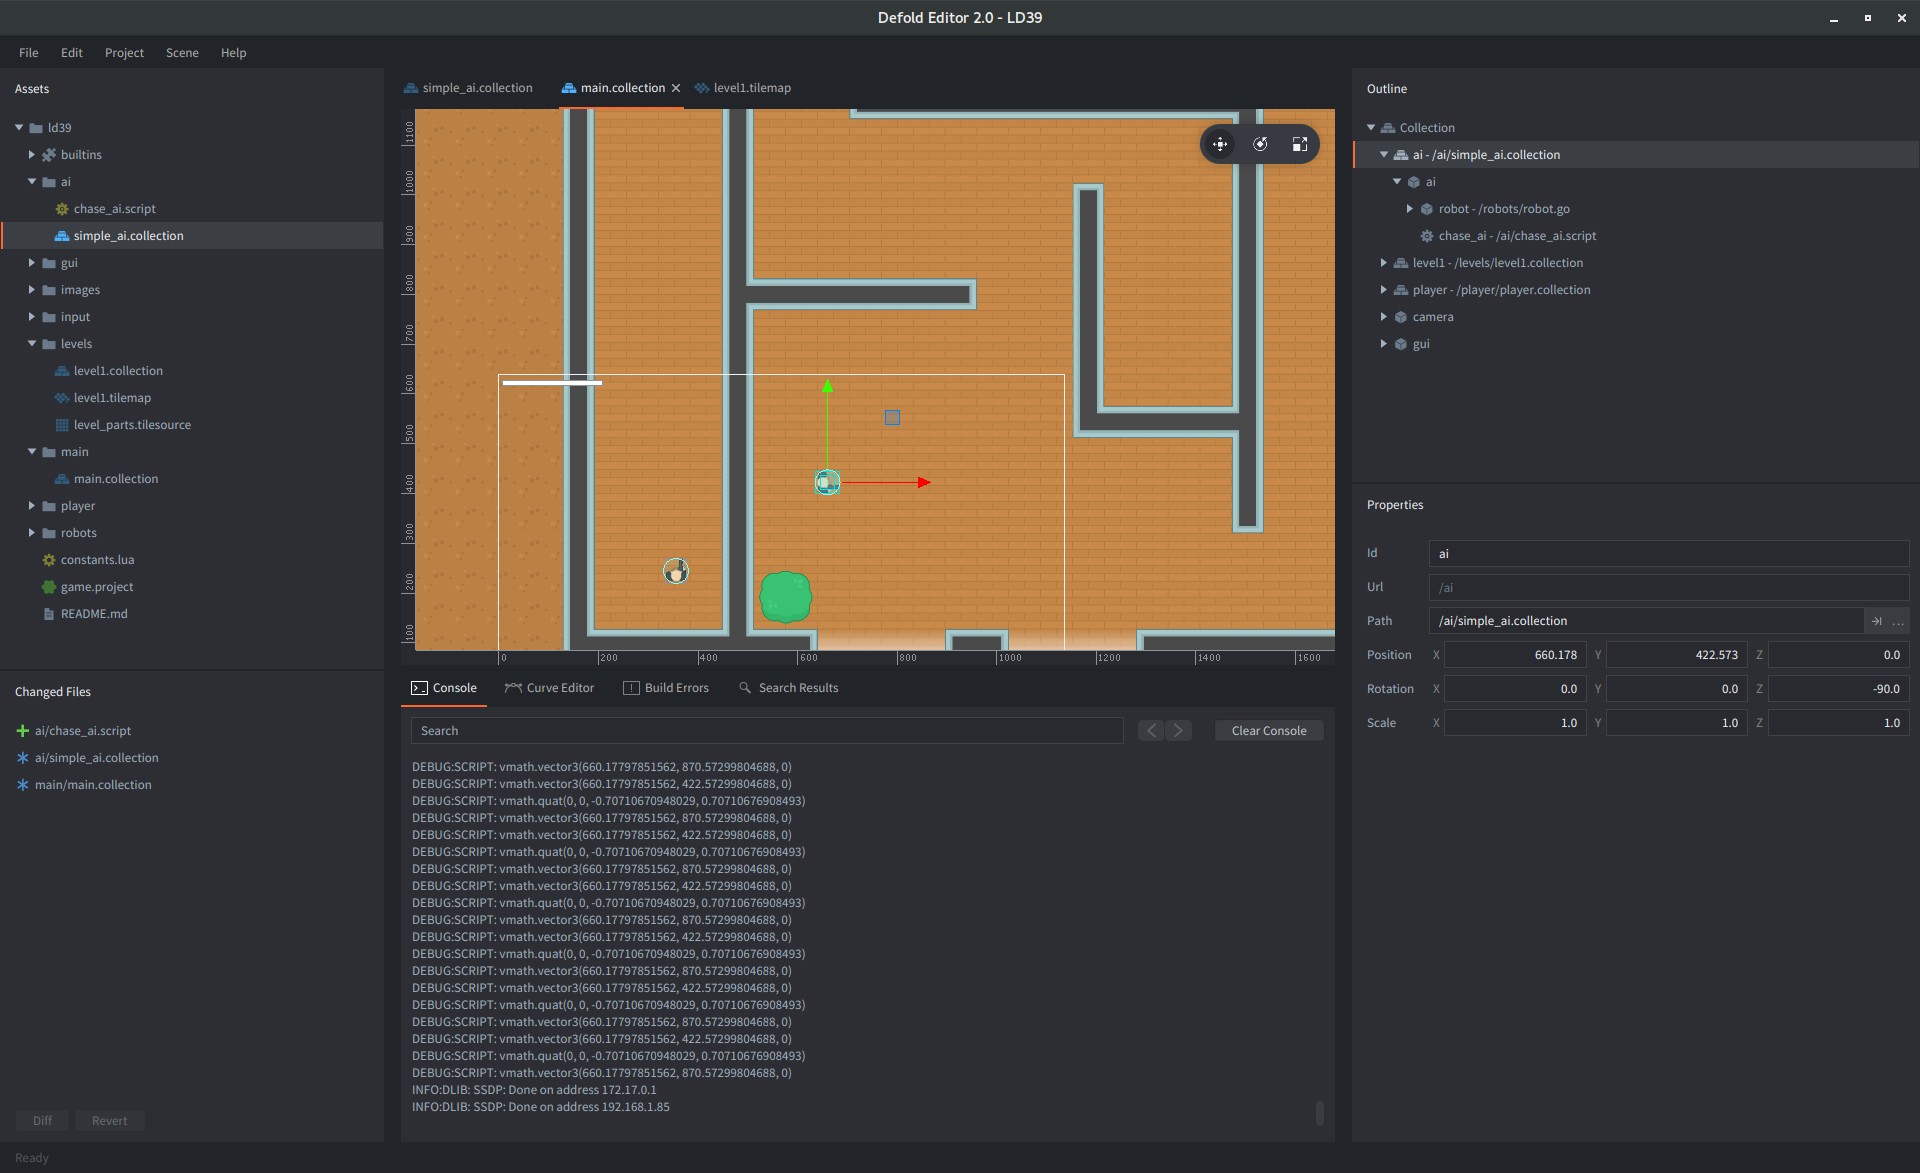 Defold Editor 2.0 - LD39
File Edit Project Scene Help
Assets
ld39
builtins
ai
chase_ai.script
simple_ai.collection
gui
images
input
levels
level1.collection
level1.tilemap
level_parts.tilesource
main
main.collection
player
robots
constants.lua
game.project
README.md
Changed Files
ai/chase_ai.script
ai/simple_ai.collection
main/main.collection
Diff Revert
Ready
simple_ai.collection main.collection level1.tilemap
1100
1000
900
800
700
600
500
400
300
200
100
0 200 400 600 800 1000 1200 1400 1600
Console Curve Editor Build Errors Search Results
Search Clear Console
DEBUG:SCRIPT: vmath.vector3(660.17797851562, 870.57299804688, 0)
DEBUG:SCRIPT: vmath.vector3(660.17797851562, 422.57299804688, 0)
DEBUG:SCRIPT: vmath.quat(0, 0, -0.70710670948029, 0.70710676908493)
DEBUG:SCRIPT: vmath.vector3(660.17797851562, 870.57299804688, 0)
DEBUG:SCRIPT: vmath.vector3(660.17797851562, 422.57299804688, 0)
DEBUG:SCRIPT: vmath.quat(0, 0, -0.70710670948029, 0.70710676908493)
DEBUG:SCRIPT: vmath.vector3(660.17797851562, 870.57299804688, 0)
DEBUG:SCRIPT: vmath.vector3(660.17797851562, 422.57299804688, 0)
DEBUG:SCRIPT: vmath.quat(0, 0, -0.70710670948029, 0.70710676908493)
DEBUG:SCRIPT: vmath.vector3(660.17797851562, 870.57299804688, 0)
DEBUG:SCRIPT: vmath.vector3(660.17797851562, 422.57299804688, 0)
DEBUG:SCRIPT: vmath.quat(0, 0, -0.70710670948029, 0.70710676908493)
DEBUG:SCRIPT: vmath.vector3(660.17797851562, 870.57299804688, 0)
DEBUG:SCRIPT: vmath.vector3(660.17797851562, 422.57299804688, 0)
DEBUG:SCRIPT: vmath.quat(0, 0, -0.70710670948029, 0.70710676908493)
DEBUG:SCRIPT: vmath.vector3(660.17797851562, 870.57299804688, 0)
DEBUG:SCRIPT: vmath.vector3(660.17797851562, 422.57299804688, 0)
DEBUG:SCRIPT: vmath.quat(0, 0, -0.70710670948029, 0.70710676908493)
DEBUG:SCRIPT: vmath.vector3(660.17797851562, 870.57299804688, 0)
INFO:DLIB: SSDP: Done on address 172.17.0.1
INFO:DLIB: SSDP: Done on address 192.168.1.85
Outline
Collection
ai - /ai/simple_ai.collection
ai
robot - /robots/robot.go
chase_ai - /ai/chase_ai.script
level1 - /levels/level1.collection
player - /player/player.collection
camera
gui
Properties
Id ai
Url /ai
Path /ai/simple_ai.collection ...
Position X 660.178 Y 422.573 Z 0.0
Rotation X 0.0 Y 0.0 Z -90.0
Scale X 1.0 Y 1.0 Z 1.0